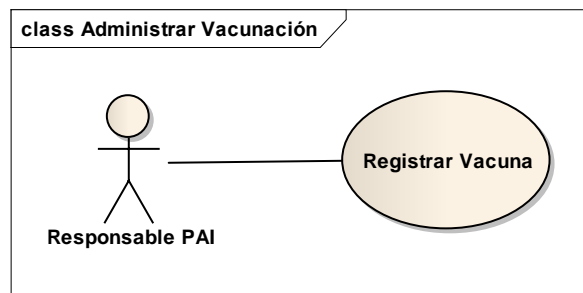 class Administrar Vacunación
Registrar Vacuna
Responsable PAI